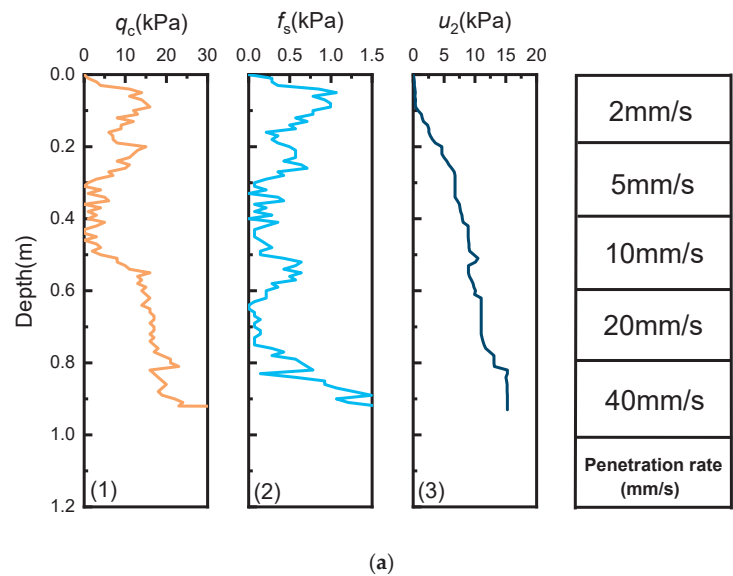 qc(kPa) fs(kPa) u2(kPa)
0 10 20 30 0.0 0.5 1.0 1.5 0 5 10 15 20
0.0
0.2
0.4
0.6
0.8
1.0
1.2
Depth(m)
(1) (2) (3)
2mm/s
5mm/s
10mm/s
20mm/s
40mm/s
Penetration rate
(mm/s)
(a)